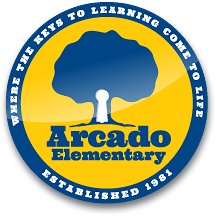 WHERE THE KEYS TO LEARNING COME TO LIFE
Arcado
Elementary
ESTABLISHED 1981